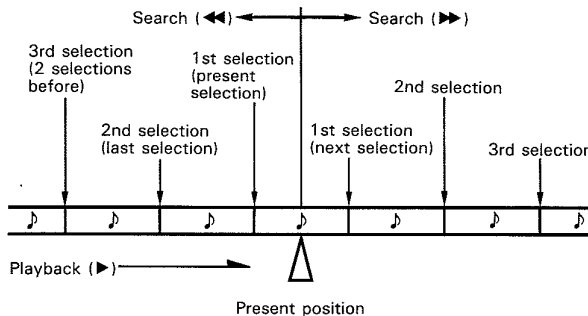 Search (◀◀)
Search (▶▶)
3rd selection
(2 selections
before)
1st selection
(present
selection)
2nd selection
(last selection)
2nd selection
1st selection
(next selection)
3rd selection
Playback (▶)
Present position